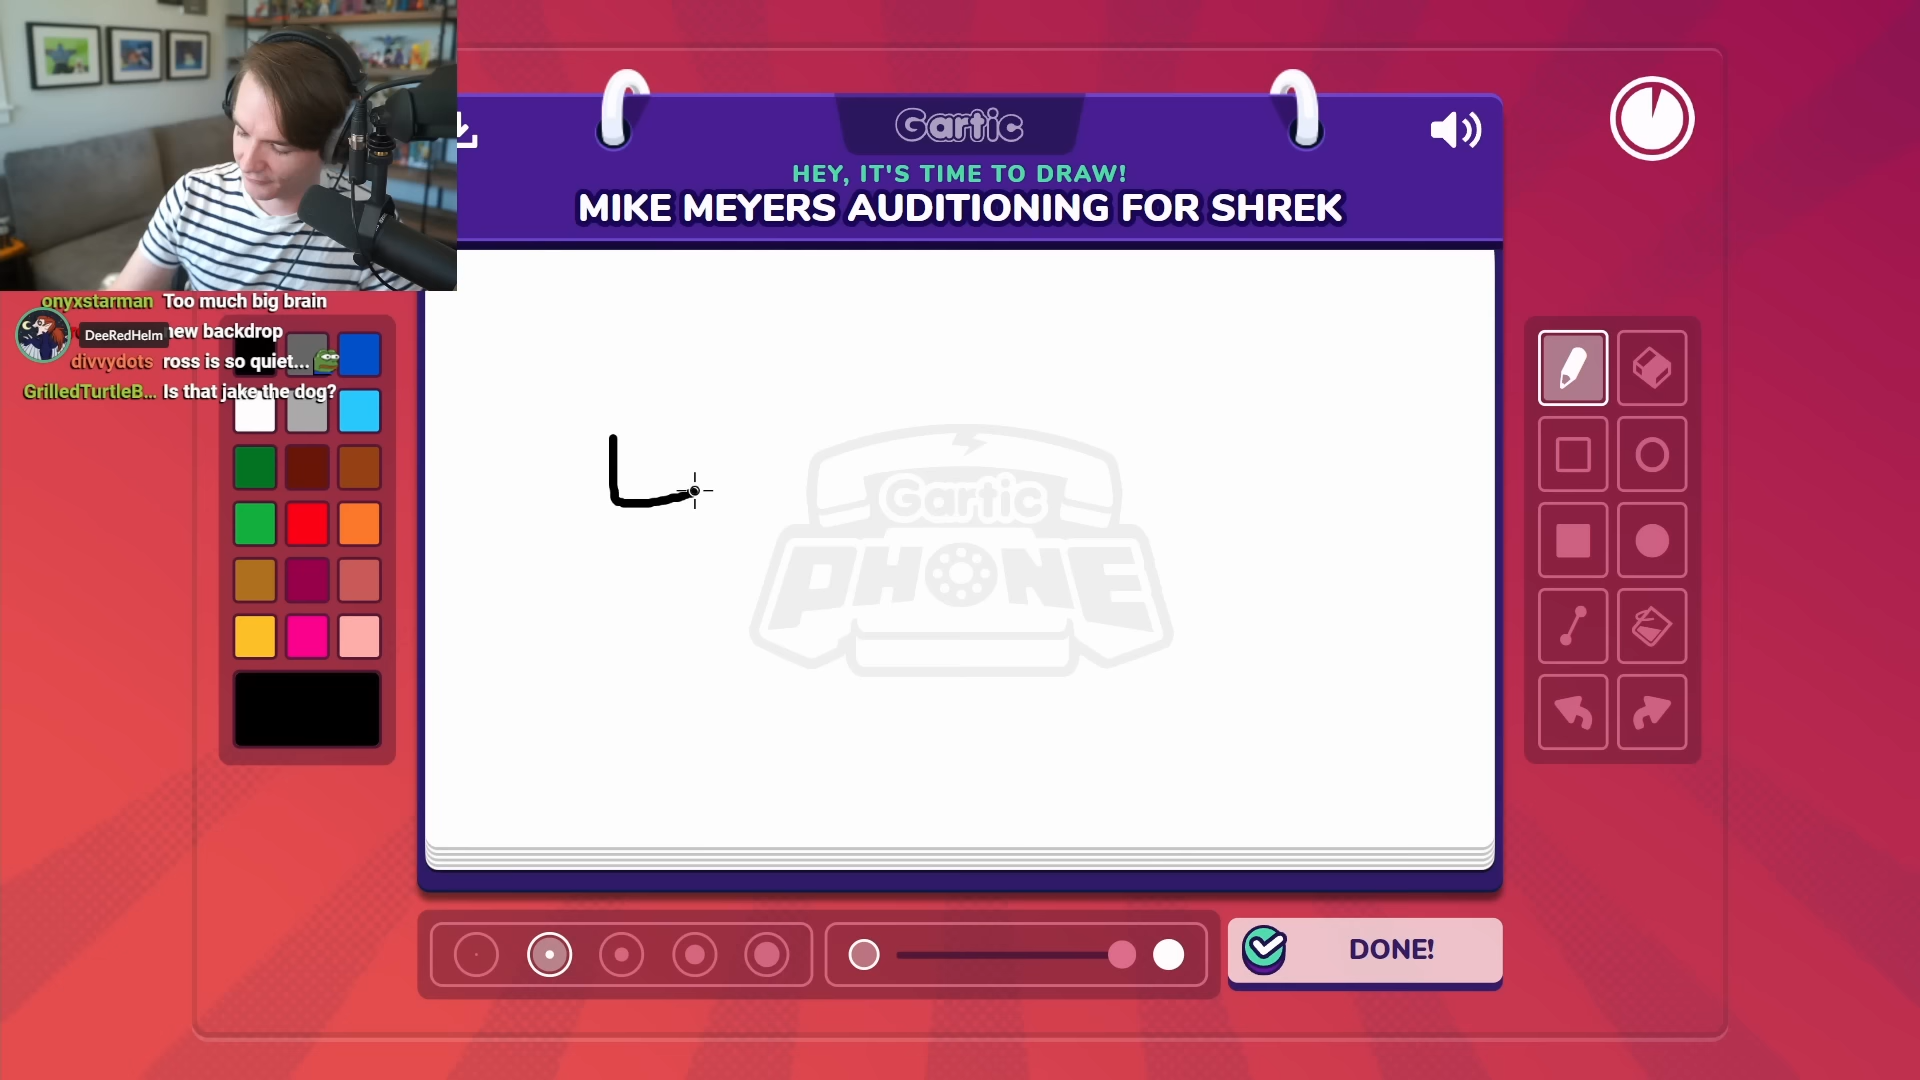 Gartic
HEY, IT'S TIME TO DRAW!
MIKE MEYERS AUDITIONING FOR SHREK
onyxstarman Too much big brain
DeeRedHelm new backdrop
divvydots ross is so quiet...
GrilledTurtleB... Is that jake the dog?
Gartic
PHONE
DONE!